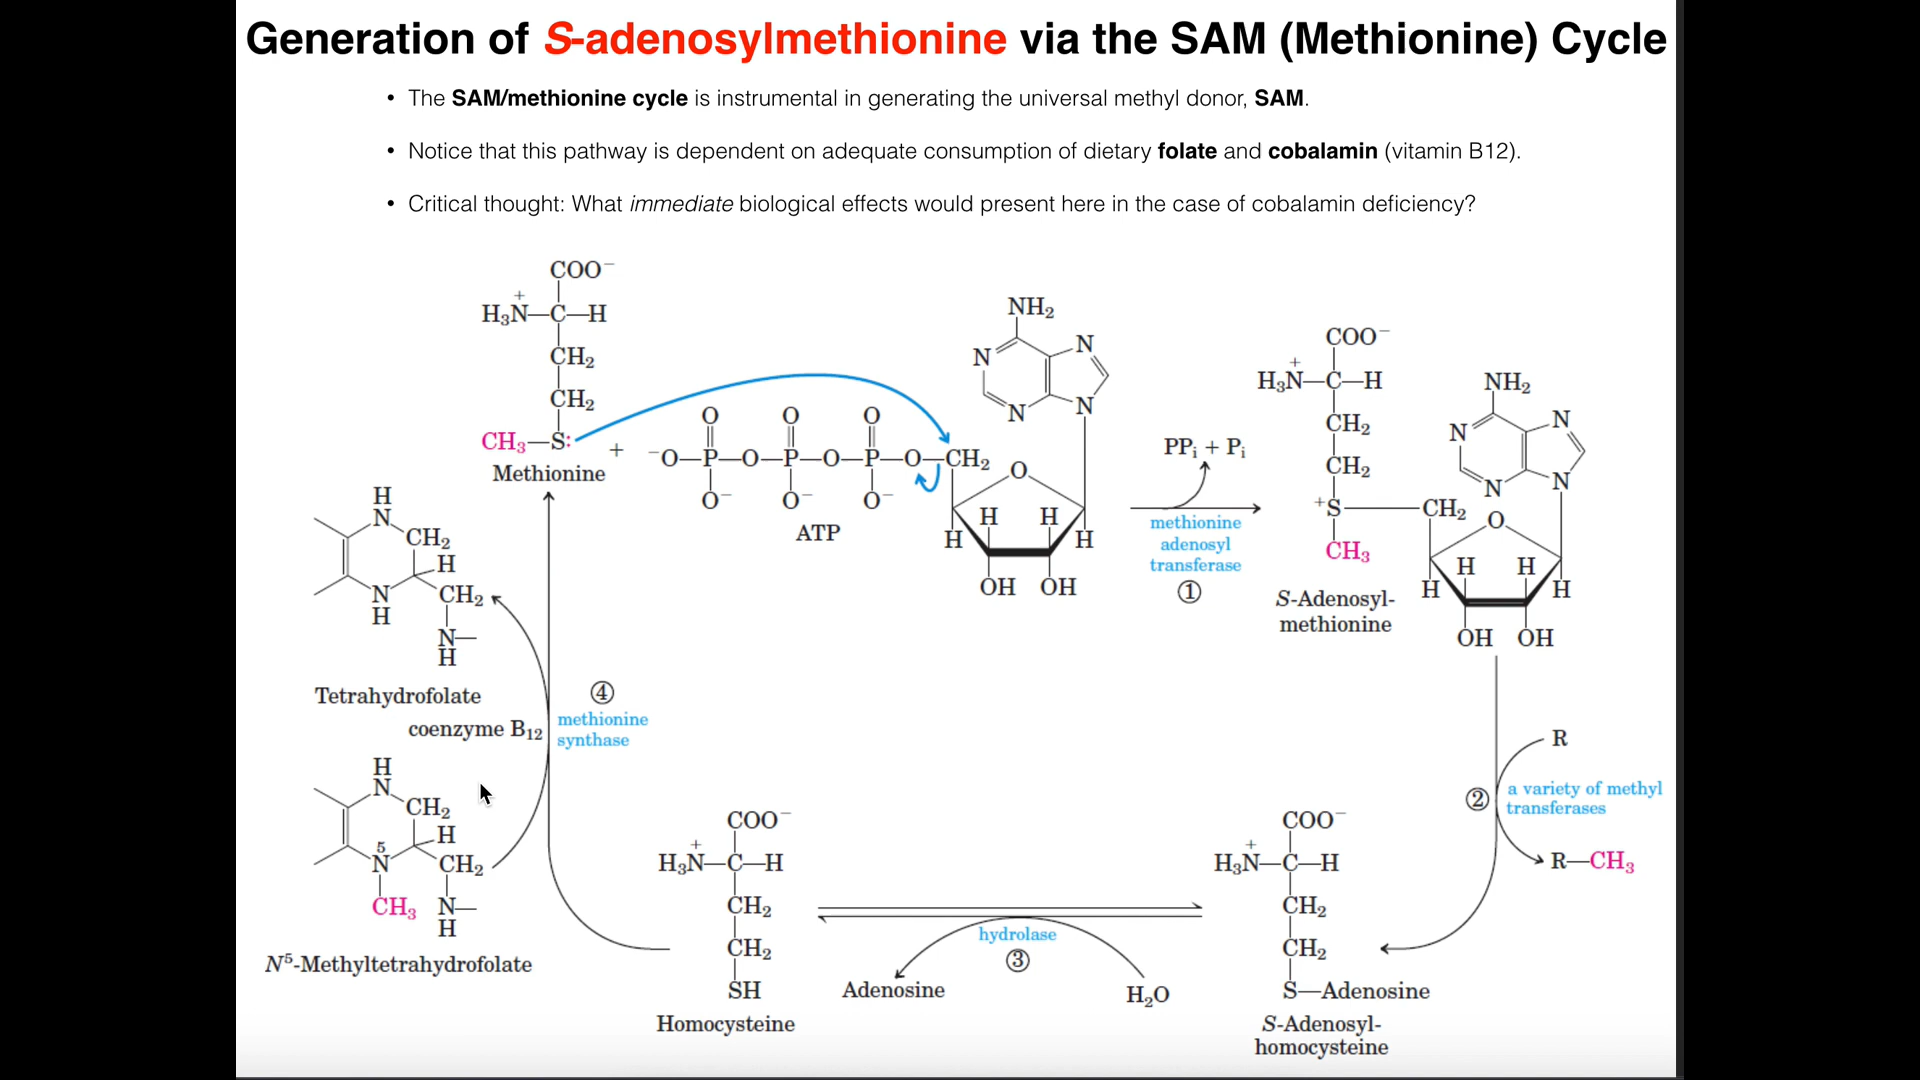 Generation of S-adenosylmethionine via the SAM (Methionine) Cycle
• The SAM/methionine cycle is instrumental in generating the universal methyl donor, SAM.
• Notice that this pathway is dependent on adequate consumption of dietary folate and cobalamin (vitamin B12).
• Critical thought: What immediate biological effects would present here in the case of cobalamin deficiency?
COO⁻
H₃N⁺—C—H
CH₂
CH₂
CH₃—S:
Methionine
+
O O O
⁻O—P—O—P—O—P—O—CH₂
O⁻ O⁻ O⁻
ATP
NH₂
N N
N N
O
H H
H H
OH OH
PPᵢ + Pᵢ
methionine
adenosyl
transferase
①
COO⁻
H₃N⁺—C—H
CH₂
CH₂
⁺S—CH₂
CH₃
S-Adenosyl-
methionine
NH₂
N N
N N
O
H H
H H
OH OH
H
N
CH₂
H
N CH₂
H
N—
H
Tetrahydrofolate
coenzyme B₁₂
④
methionine
synthase
H
N
CH₂
H
5
N CH₂
CH₃ N—
H
N⁵-Methyltetrahydrofolate
R
②
a variety of methyl
transferases
R—CH₃
COO⁻
H₃N⁺—C—H
CH₂
CH₂
SH
Homocysteine
hydrolase
③
Adenosine
H₂O
COO⁻
H₃N⁺—C—H
CH₂
CH₂
S—Adenosine
S-Adenosyl-
homocysteine